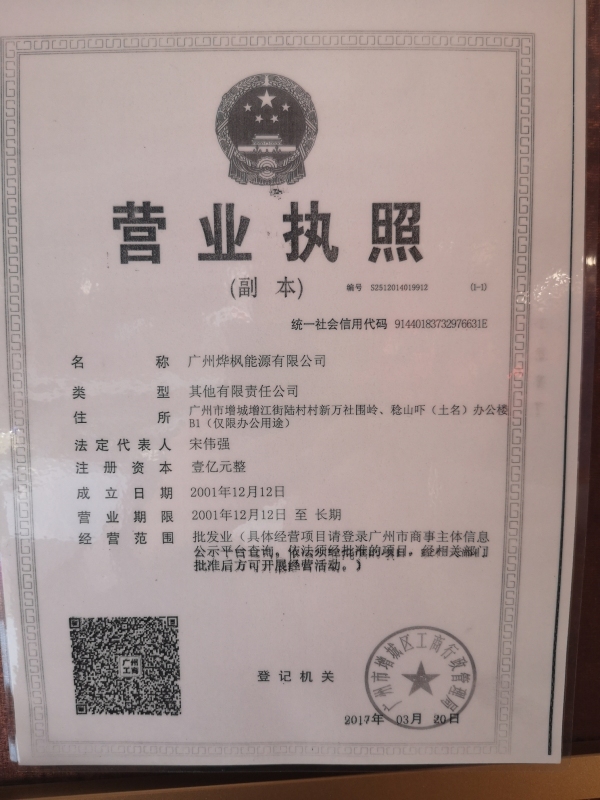 营业执照
(副本)
编号 S2512014019912 (1-1)
统一社会信用代码 91440183732976631E
名称 广州烨枫能源有限公司
类型 其他有限责任公司
住所 广州市增城增江街陆村村新万社围岭、稔山吓（土名）办公楼
B1（仅限办公用途）
法定代表人 宋伟强
注册资本 壹亿元整
成立日期 2001年12月12日
营业期限 2001年12月12日 至 长期
经营范围 批发业（具体经营项目请登录广州市商事主体信息
公示平台查询。依法须经批准的项目，经相关部门
批准后方可开展经营活动。）
广州
工商
登记机关
广州市增城区工商行政管理局
2017年 03月 20日